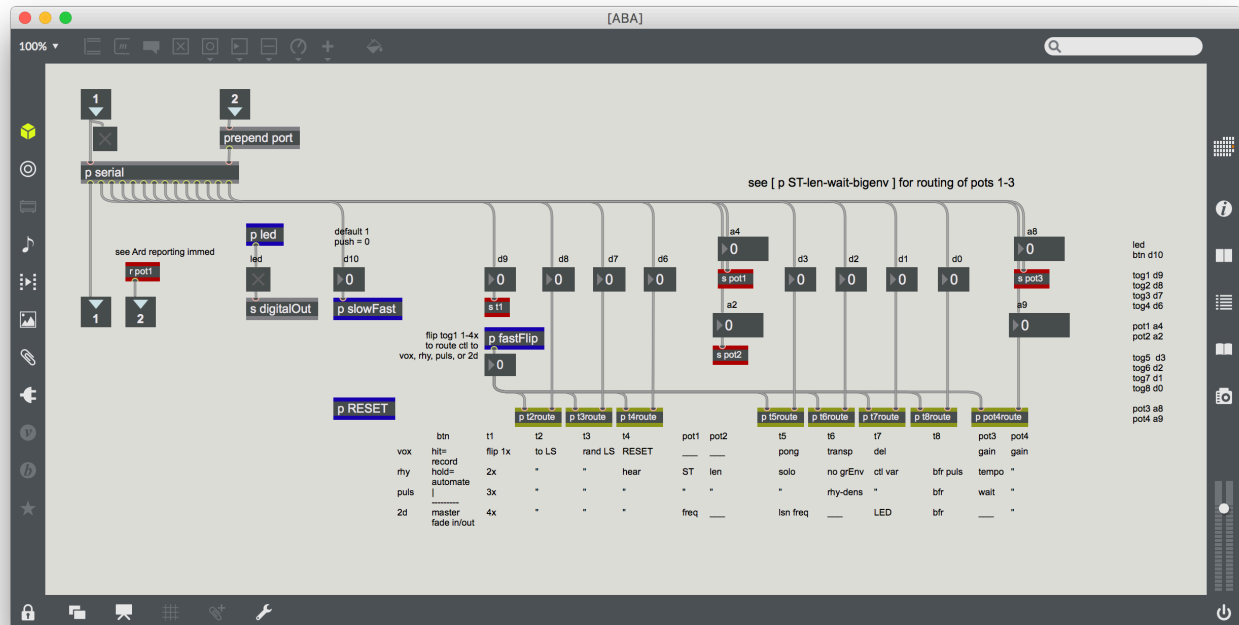 [ABA]
100% ▼
1
2
prepend port
p serial
see [ p ST-len-wait-bigenv ] for routing of pots 1-3
p led
default 1
push = 0
see Ard reporting immed
r pot1
led
d10
0
d9
0
d8
0
d7
0
d6
0
a4
0
d3
0
d2
0
d1
0
d0
0
a8
0
led
btn d10
tog1 d9
tog2 d8
tog3 d7
tog4 d6
pot1 a4
pot2 a2
tog5 d3
tog6 d2
tog7 d1
tog8 d0
pot3 a8
pot4 a9
s pot1
s pot3
1
2
s digitalOut
p slowFast
s t1
a2
0
a9
0
flip tog1 1-4x
to route ctl to
vox, rhy, puls, or 2d
p fastFlip
0
s pot2
p RESET
p t2route
p t3route
p t4route
p t5route
p t6route
p t7route
p t8route
p pot4route
btn t1 t2 t3 t4 pot1 pot2 t5 t6 t7 t8 pot3 pot4
vox hit= flip 1x to LS rand LS RESET ___ ___ pong transp del gain gain
record
rhy hold= 2x " " hear ST len solo no grEnv ctl var bfr puls tempo "
automate
puls | 3x " " " " " " rhy-dens " bfr wait "
---------
2d master 4x " " " freq ___ lsn freq ___ LED bfr ___ "
fade in/out